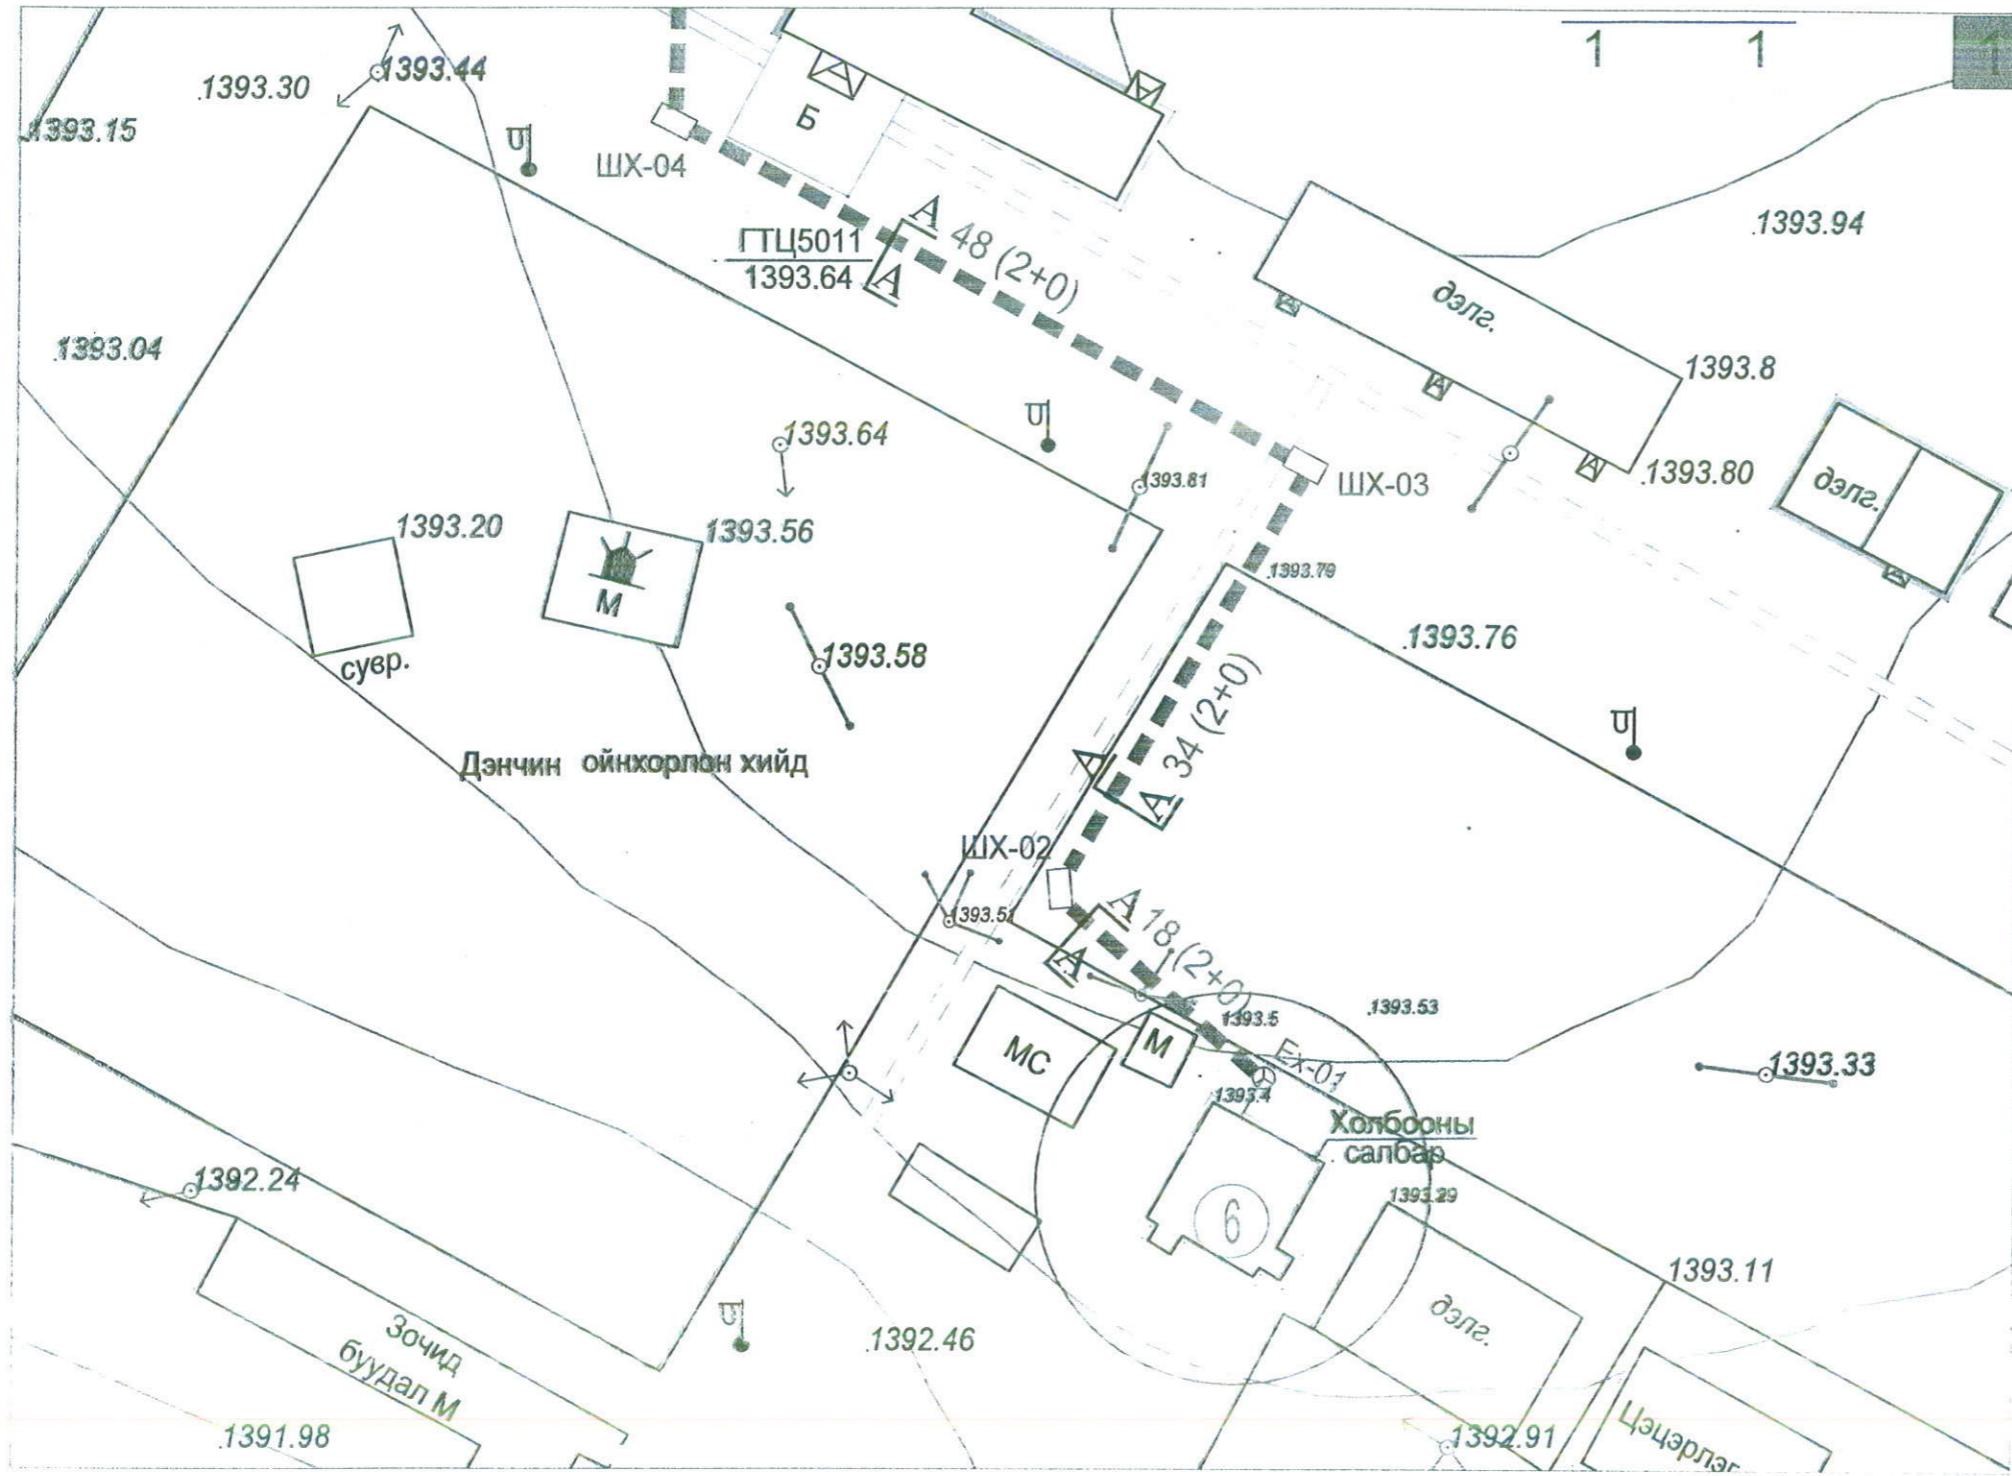 1 1
1
1393.44
1393.30
1393.15
Б
ШХ-04
1393.94
А
48 (2+0)
ГТЦ5011
1393.64
А
дэлг.
1393.04
1393.8
1393.64
1393.80
1393.81
ШХ-03
дэлг.
1393.20
1393.56
М
1393.79
1393.76
сувр.
1393.58
34 (2+0)
Дэнчин ойнхорлон хийд
А
А
ШХ-02
1393.5
А
18 (2+0)
А
1393.53
1393.5
МС
М
Ех-01
1393.33
1393.4
Холбооны
салбар
1392.24
1393.29
6
1393.11
Зочид
буудал М
1392.46
дэлг.
1391.98
1392.91
Цэцэрлэг